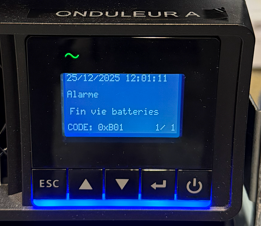 ONDULEUR A
25/12/2025 12:01:11
Alarme
Fin vie batteries
CODE: 0xB01 1/ 1
ESC